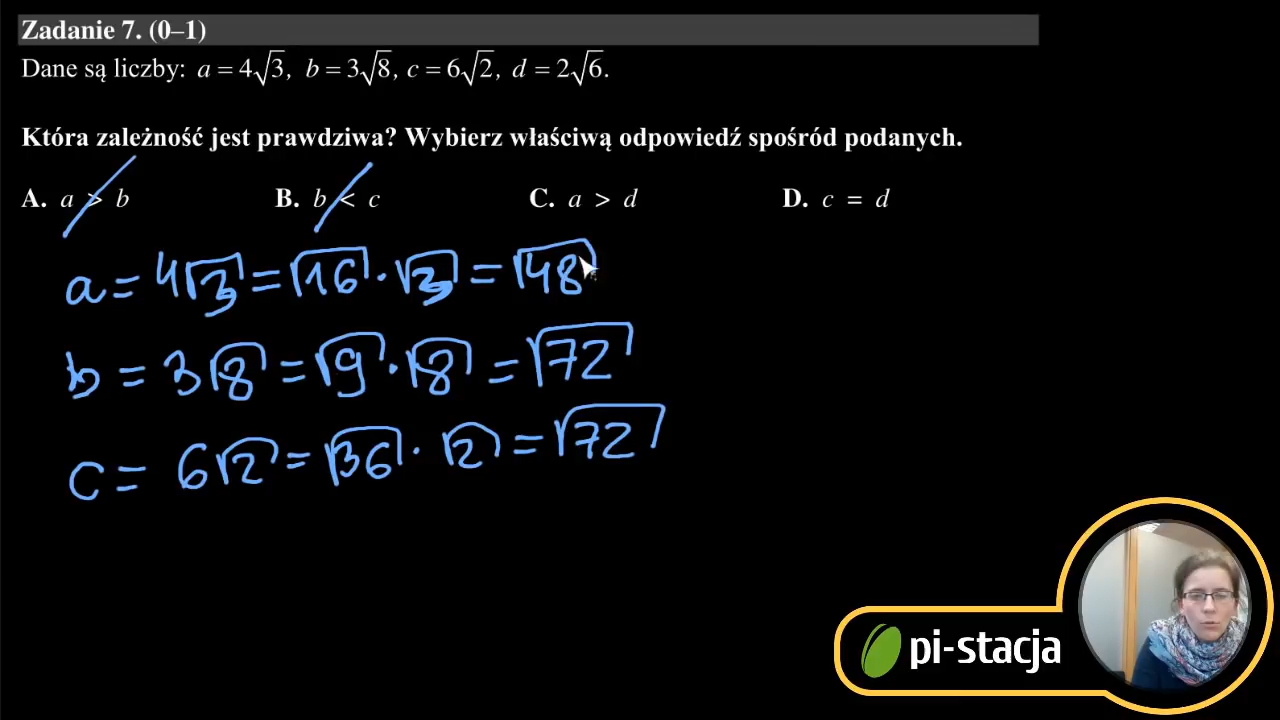 Zadanie 7. (0–1)
Dane są liczby: a = 4√3, b = 3√8, c = 6√2, d = 2√6.
Która zależność jest prawdziwa? Wybierz właściwą odpowiedź spośród podanych.
A. a > b B. b < c C. a > d D. c = d
a = 4√3 = √16 · √3 = √48
b = 3√8 = √9 · √8 = √72
c = 6√2 = √36 · √2 = √72
pi-stacja